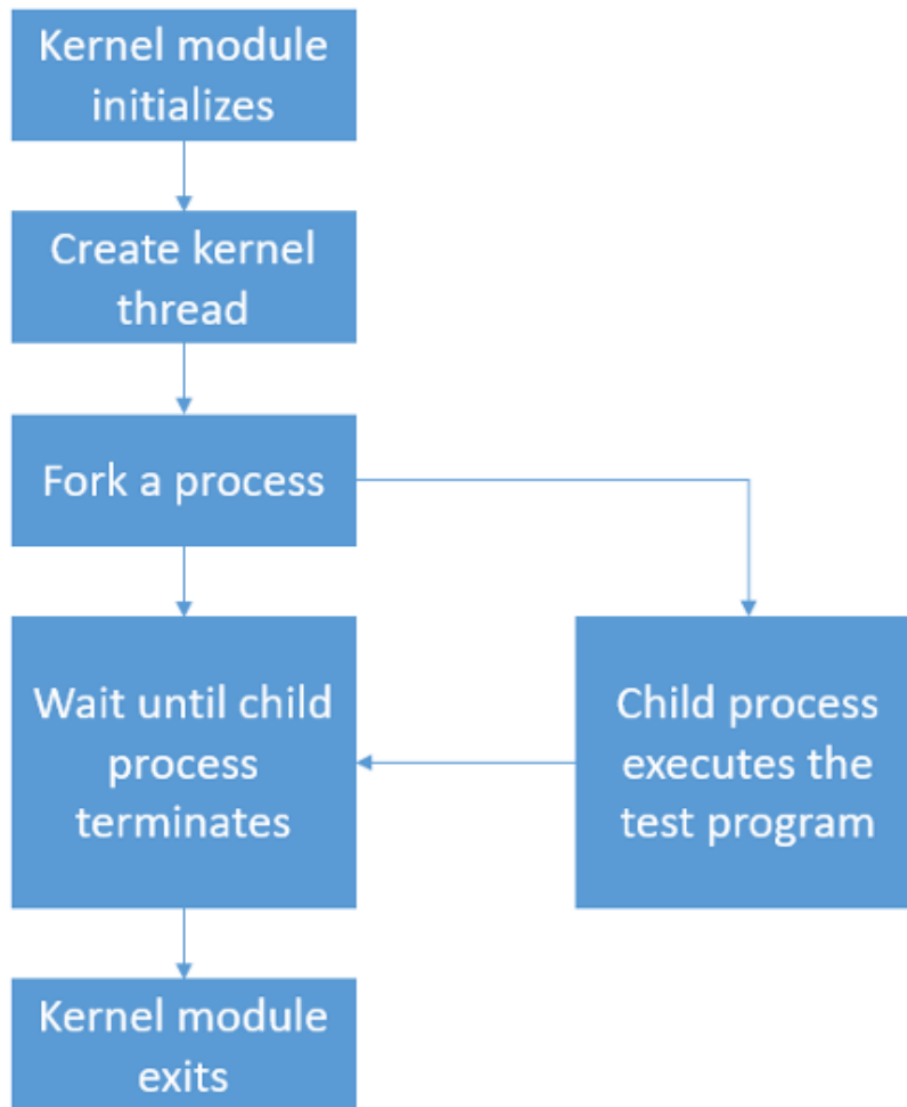 Kernel module
initializes
Create kernel
thread
Fork a process
Wait until child
process
terminates
Child process
executes the
test program
Kernel module
exits